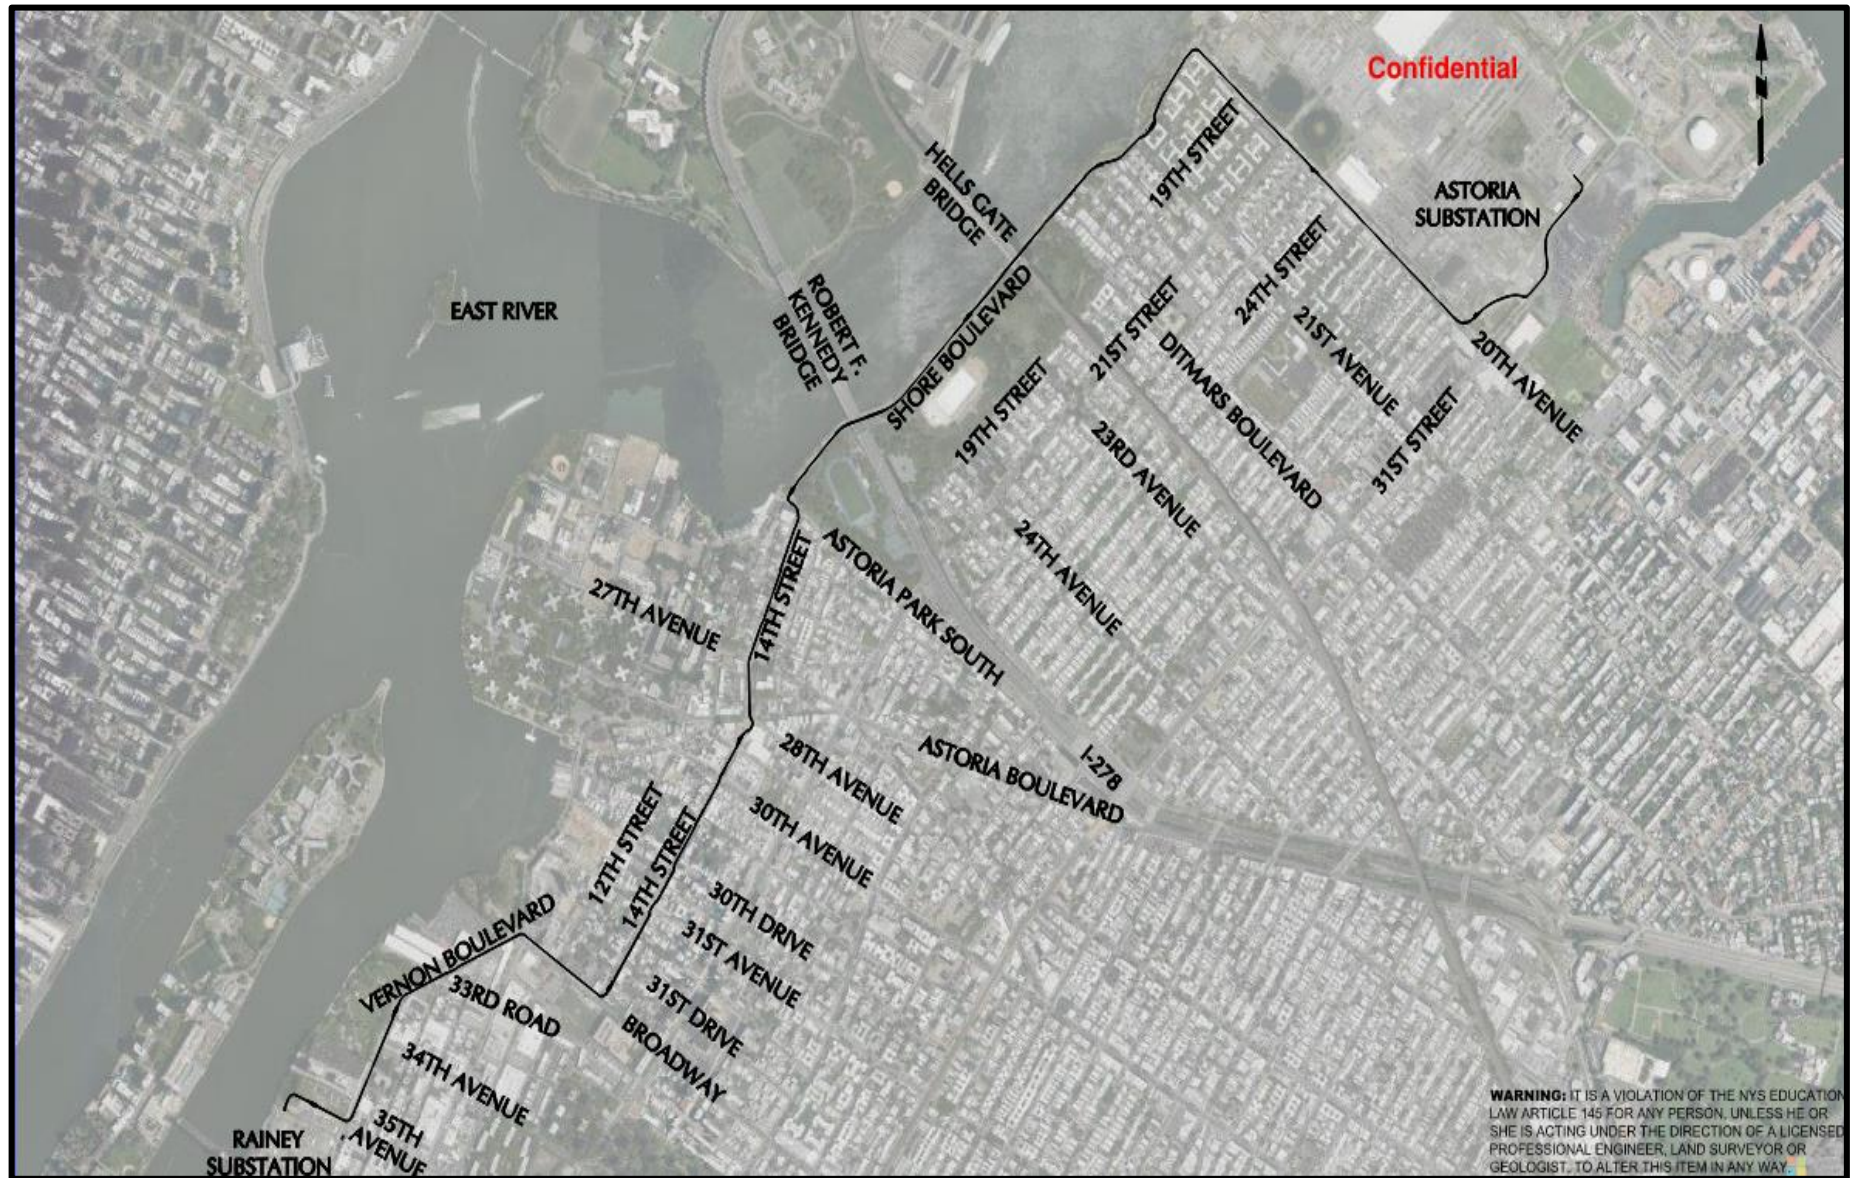 Confidential
19TH STREET
HELLS GATE
BRIDGE
ASTORIA
SUBSTATION
EAST RIVER
ROBERT F.
KENNEDY
BRIDGE
SHORE BOULEVARD
24TH STREET
21ST STREET
21ST AVENUE
20TH AVENUE
DITMARS BOULEVARD
31ST STREET
19TH STREET
23RD AVENUE
24TH AVENUE
14TH STREET
ASTORIA PARK SOUTH
27TH AVENUE
I-278
28TH AVENUE
ASTORIA BOULEVARD
30TH AVENUE
12TH STREET
14TH STREET
30TH DRIVE
31ST AVENUE
VERNON BOULEVARD
33RD ROAD
31ST DRIVE
BROADWAY
34TH AVENUE
35TH
AVENUE
RAINEY
SUBSTATION
WARNING: IT IS A VIOLATION OF THE NYS EDUCATION
LAW ARTICLE 145 FOR ANY PERSON, UNLESS HE OR
SHE IS ACTING UNDER THE DIRECTION OF A LICENSED
PROFESSIONAL ENGINEER, LAND SURVEYOR OR
GEOLOGIST, TO ALTER THIS ITEM IN ANY WAY.